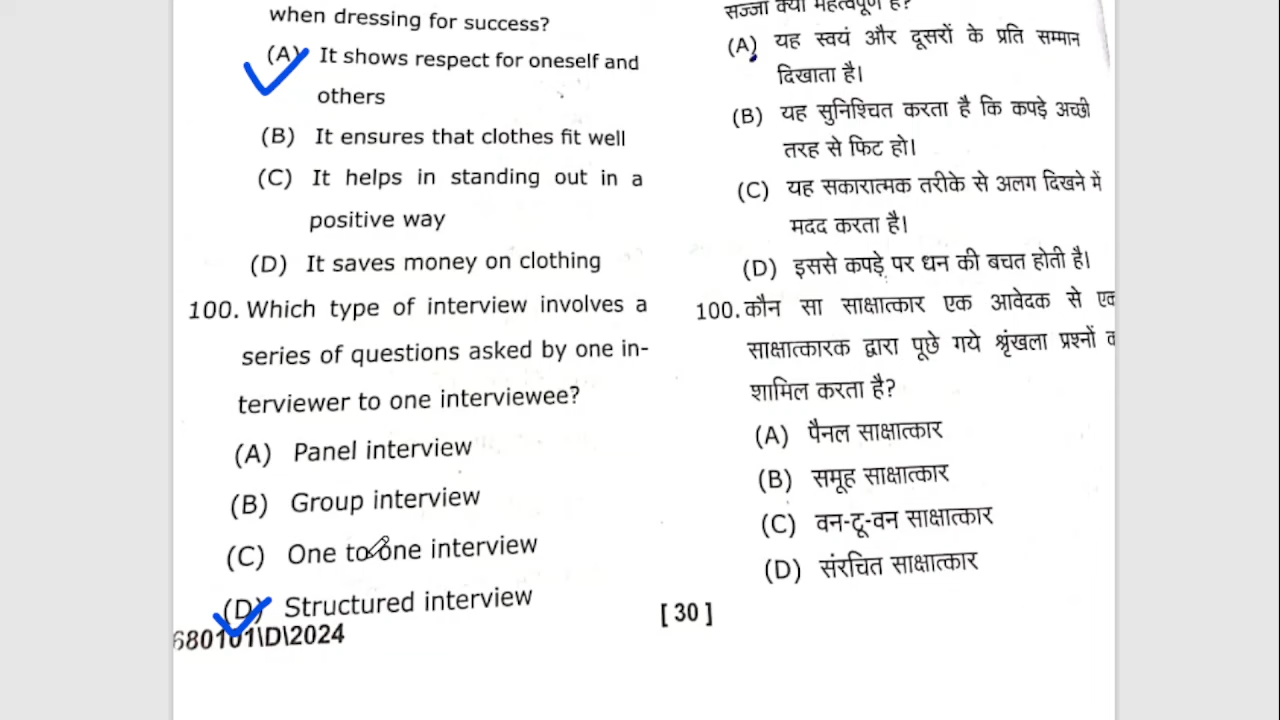 when dressing for success?
(A) It shows respect for oneself and
others
(B) It ensures that clothes fit well
(C) It helps in standing out in a
positive way
(D) It saves money on clothing
100. Which type of interview involves a
series of questions asked by one in-
terviewer to one interviewee?
(A) Panel interview
(B) Group interview
(C) One to one interview
(D) Structured interview
680101\D\2024
[ 30 ]
सज्जा क्यों महत्वपूर्ण है?
(A) यह स्वयं और दूसरों के प्रति सम्मान
दिखाता है।
(B) यह सुनिश्चित करता है कि कपड़े अच्छी
तरह से फिट हो।
(C) यह सकारात्मक तरीके से अलग दिखने में
मदद करता है।
(D) इससे कपड़े पर धन की बचत होती है।
100. कौन सा साक्षात्कार एक आवेदक से
साक्षात्कारक द्वारा पूछे गये श्रृंखला प्रश्नों
शामिल करता है?
(A) पैनल साक्षात्कार
(B) समूह साक्षात्कार
(C) वन-टू-वन साक्षात्कार
(D) संरचित साक्षात्कार